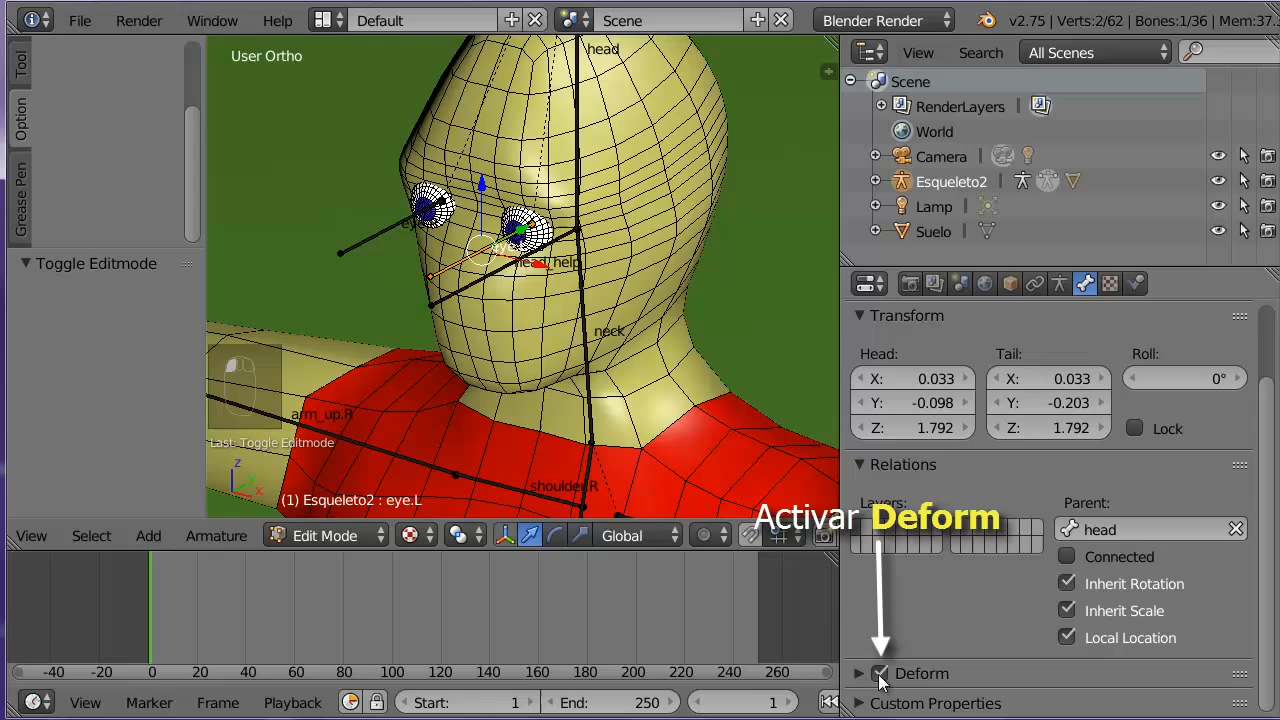 File Render Window Help Default Scene Blender Render v2.75 | Verts:2/62 | Bones:1/36 | Mem:37.
Tool
Option
Grease Pen
Toggle Editmode
User Ortho
head
eye
head_help
neck
arm_up.R
Last: Toggle Editmode
shoulder.R
z
y
x
(1) Esqueleto2 : eye.L
View Select Add Armature Edit Mode Global
-40 -20 0 20 40 60 80 100 120 140 160 180 200 220 240 260
View Marker Frame Playback Start: 1 End: 250 1
View Search All Scenes
Scene
RenderLayers
World
Camera
Esqueleto2
Lamp
Suelo
Transform
Head: Tail: Roll:
X: 0.033 X: 0.033 0°
Y: -0.098 Y: -0.203
Z: 1.792 Z: 1.792 Lock
Relations
Layers: Parent:
Activar Deform
head
Connected
Inherit Rotation
Inherit Scale
Local Location
Deform
Custom Properties